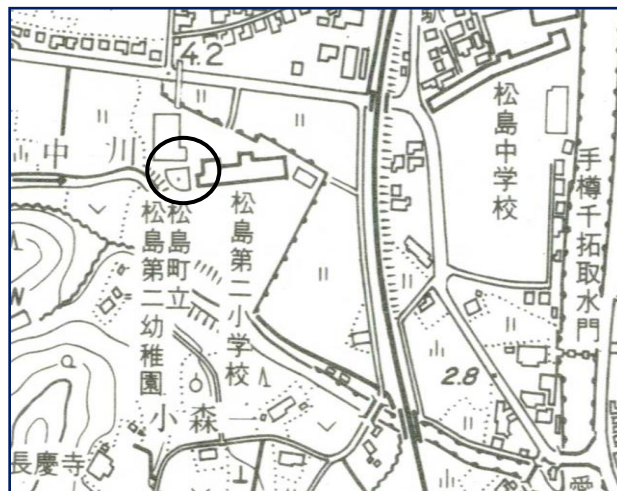 4.2
中川
松島町立
松島第二幼稚園
松島第二小学校
松島中学校
手樽干拓取水門
2.8
小森
長慶寺
愛